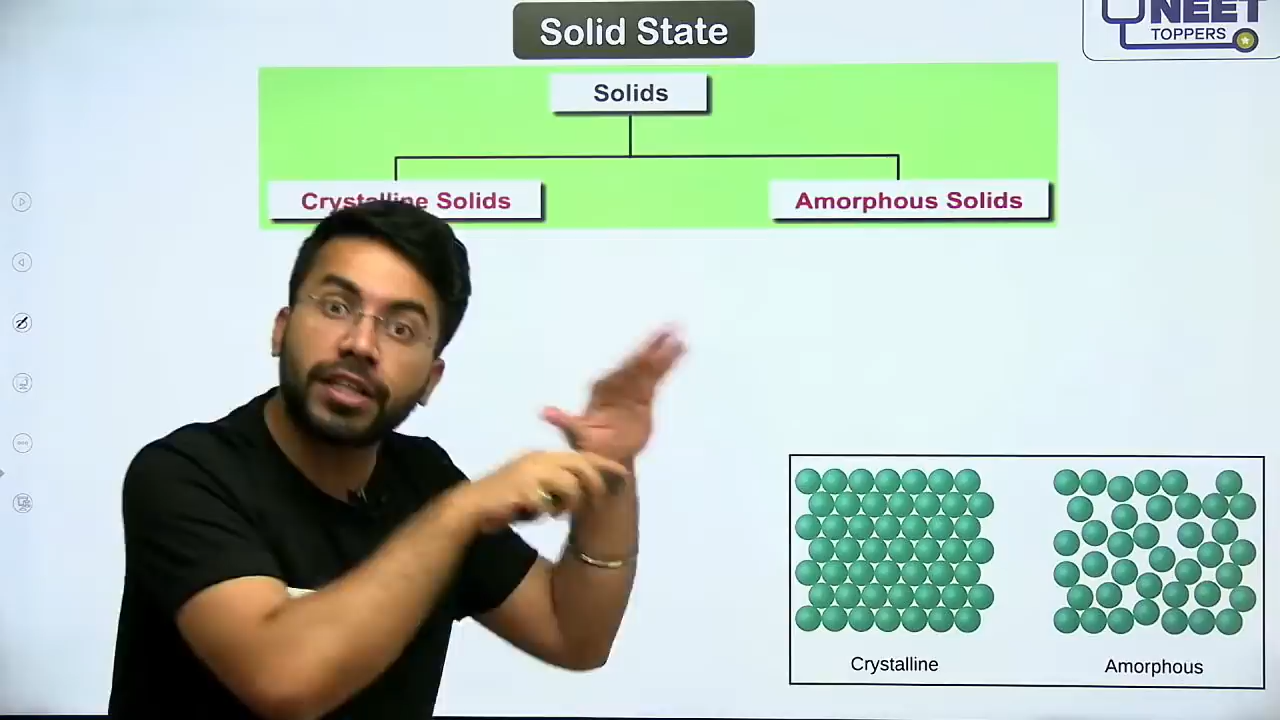 Solid State
NEET
TOPPERS
Solids
Crystalline Solids
Amorphous Solids
Crystalline
Amorphous